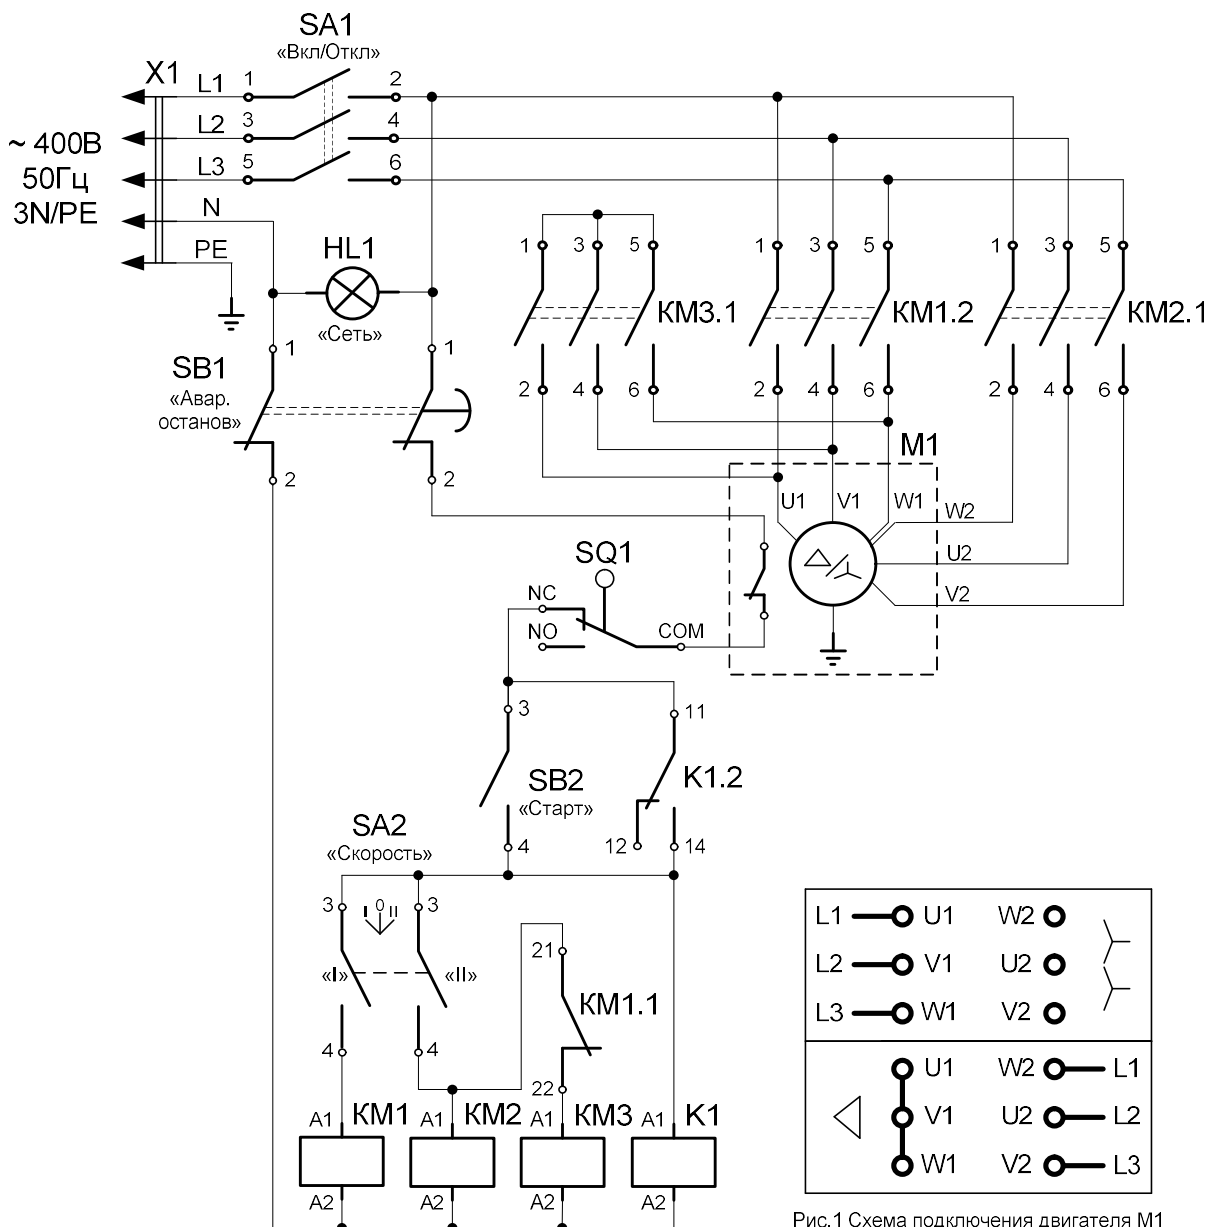 SA1
«Вкл/Откл»
X1
L1 1 2
L2 3 4
~ 400В
L3 5 6
50Гц
3N/PE
N
PE
HL1
«Сеть»
1 3 5 1 3 5 1 3 5
KM3.1 KM1.2 KM2.1
2 4 6 2 4 6 2 4 6
1 1
SB1
«Авар.
останов»
2 2
M1
U1 V1 W1 W2
U2
V2
SQ1
NC
NO COM
3 11
SB2 K1.2
«Старт»
4 12 14
SA2
«Скорость»
3 I 0 II 3
«I» «II»
21
KM1.1
4 4 22
A1 KM1 A1 KM2 A1 KM3 A1 K1
A2 A2 A2 A2
L1 U1 W2
L2 V1 U2
L3 W1 V2
U1 W2 L1
V1 U2 L2
W1 V2 L3
Рис.1 Схема подключения двигателя М1